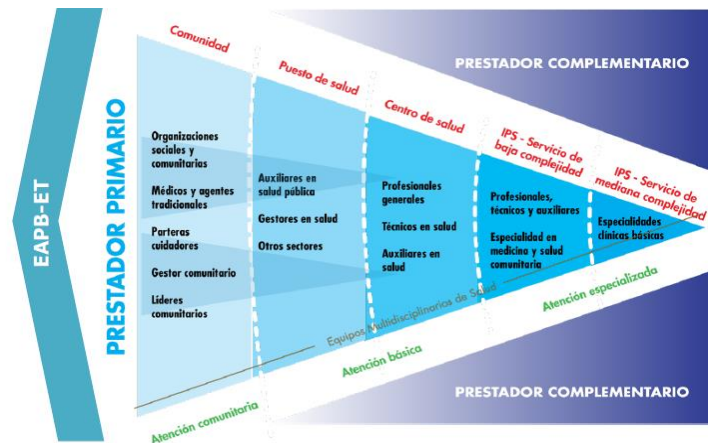 EAPB-ET
PRESTADOR PRIMARIO
PRESTADOR COMPLEMENTARIO
Comunidad
Organizaciones
sociales y
comunitarias
Médicos y agentes
tradicionales
Parteras
cuidadores
Gestor comunitario
Líderes
comunitarios
Puesto de salud
Auxiliares en
salud pública
Gestores en salud
Otros sectores
Centro de salud
Profesionales
generales
Técnicos en salud
Auxiliares en
salud
IPS - Servicio de
baja complejidad
Profesionales,
técnicos y auxiliares
Especialidad en
medicina y salud
comunitaria
IPS - Servicio de
mediana complejidad
Especialidades
clínicas básicas
Equipos Multidisciplinarios de Salud
Atención comunitaria
Atención básica
Atención especializada
PRESTADOR COMPLEMENTARIO